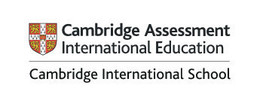 Cambridge Assessment
International Education
Cambridge International School